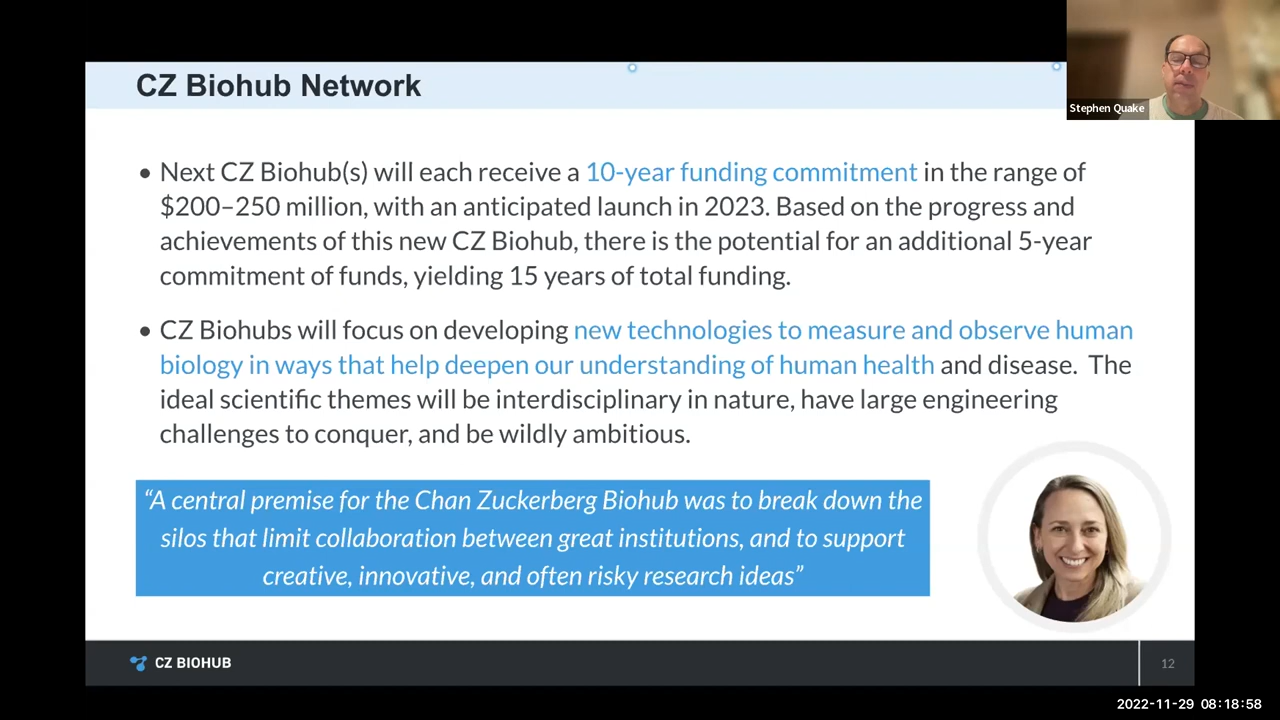 CZ Biohub Network
Stephen Quake
• Next CZ Biohub(s) will each receive a 10-year funding commitment in the range of
$200–250 million, with an anticipated launch in 2023. Based on the progress and
achievements of this new CZ Biohub, there is the potential for an additional 5-year
commitment of funds, yielding 15 years of total funding.
• CZ Biohubs will focus on developing new technologies to measure and observe human
biology in ways that help deepen our understanding of human health and disease.  The
ideal scientific themes will be interdisciplinary in nature, have large engineering
challenges to conquer, and be wildly ambitious.
“A central premise for the Chan Zuckerberg Biohub was to break down the
silos that limit collaboration between great institutions, and to support
creative, innovative, and often risky research ideas”
CZ BIOHUB
12
2022-11-29 08:18:58